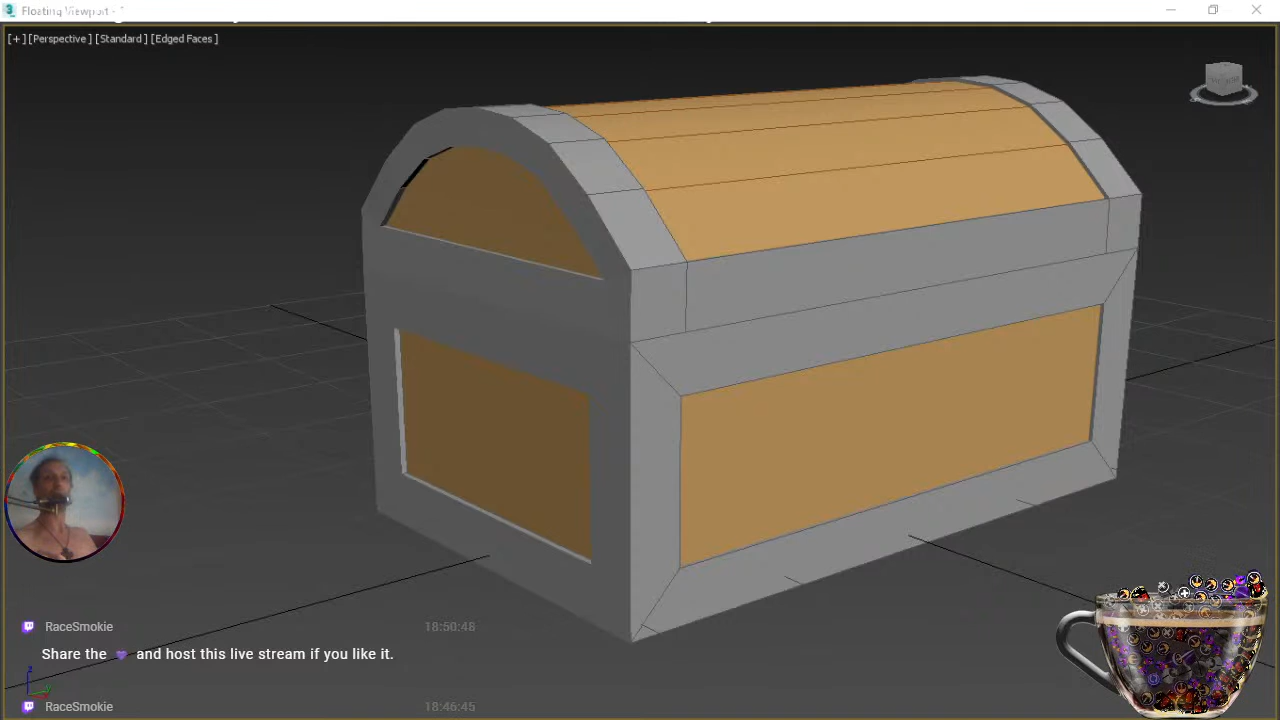 Floating Viewport -
[+] [Perspective] [Standard] [Edged Faces]
RaceSmokie
18:50:48
Share the 💜 and host this live stream if you like it.
z
RaceSmokie
18:46:45